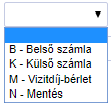 B - Belső számla
K - Külső számla
M - Vizitdíj-bérlet
N - Mentés